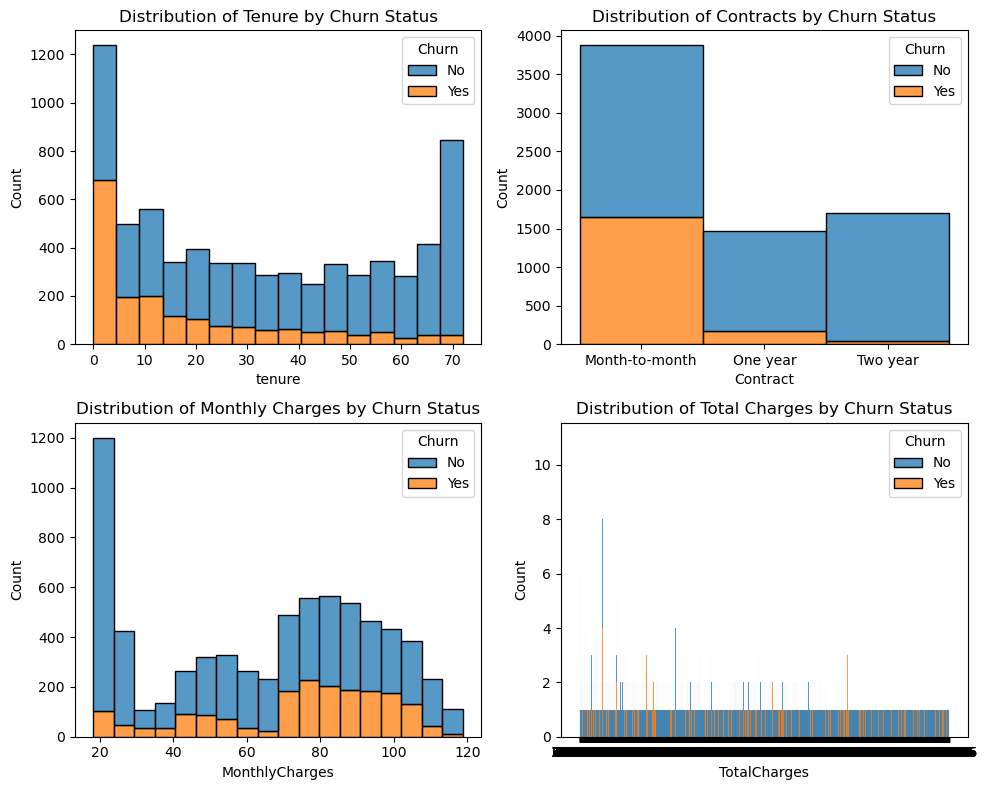 Distribution of Tenure by Churn Status
1200
1000
800
600
400
200
0
Count
Churn
No
Yes
0 10 20 30 40 50 60 70
tenure
Distribution of Contracts by Churn Status
4000
3500
3000
2500
2000
1500
1000
500
0
Count
Churn
No
Yes
Month-to-month One year Two year
Contract
Distribution of Monthly Charges by Churn Status
1200
1000
800
600
400
200
0
Count
Churn
No
Yes
20 40 60 80 100 120
MonthlyCharges
Distribution of Total Charges by Churn Status
10
8
6
4
2
0
Count
Churn
No
Yes
TotalCharges